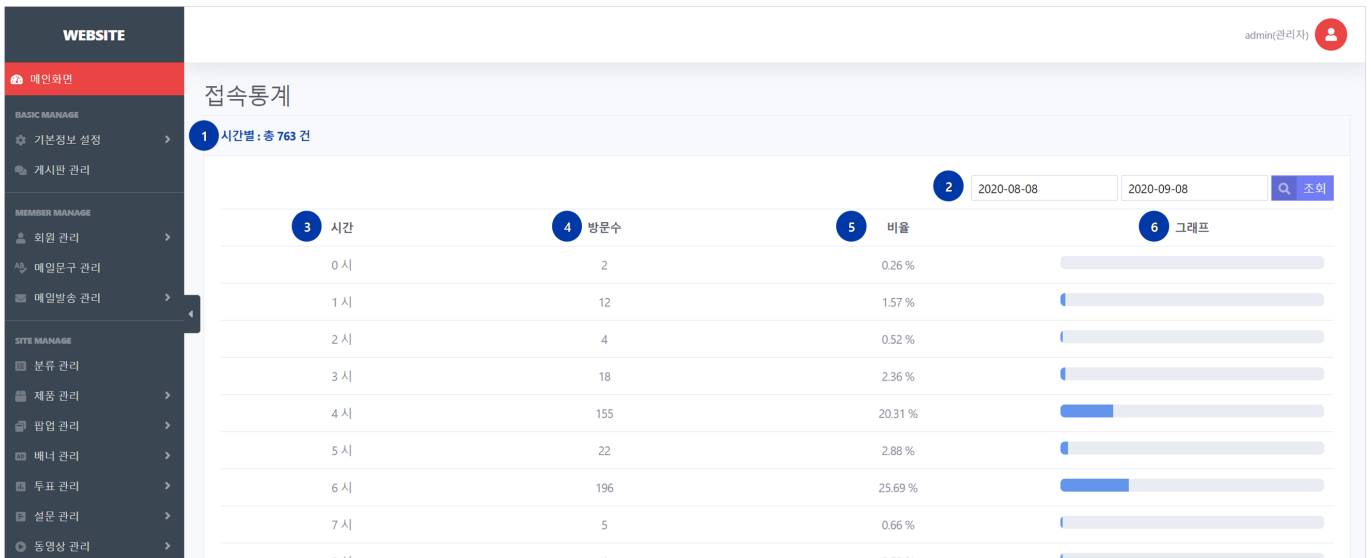 WEBSITE
admin(관리자)
메인화면
접속통계
BASIC MANAGE
1 시간별 : 총 763 건
기본정보 설정
게시판 관리
2 2020-08-08 2020-09-08 조회
MEMBER MANAGE
3 시간 4 방문수 5 비율 6 그래프
회원 관리
0 시 2 0.26 %
메일문구 관리
메일발송 관리
1 시 12 1.57 %
2 시 4 0.52 %
SITE MANAGE
분류 관리
3 시 18 2.36 %
제품 관리
4 시 155 20.31 %
팝업 관리
5 시 22 2.88 %
배너 관리
6 시 196 25.69 %
투표 관리
설문 관리
7 시 5 0.66 %
동영상 관리